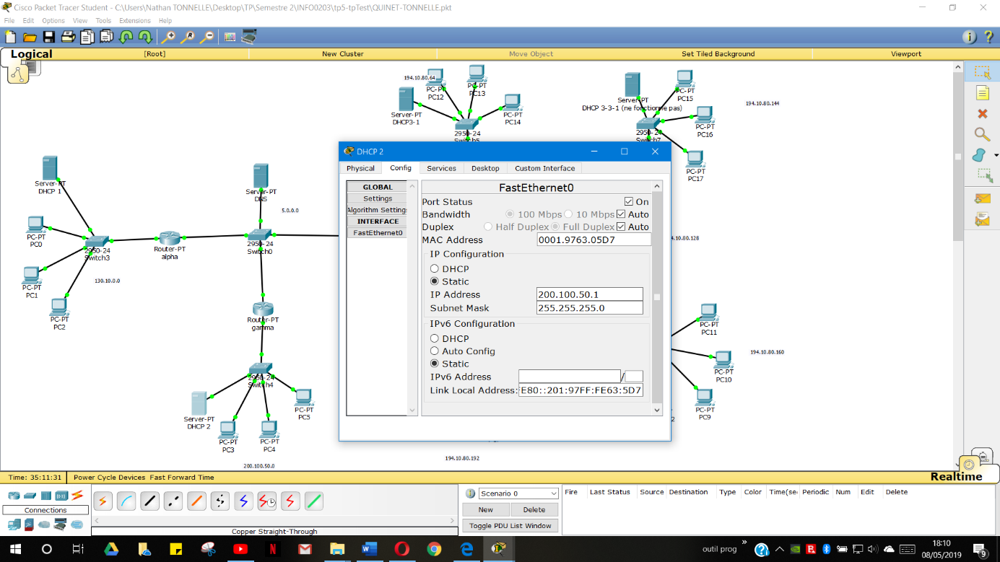 Cisco Packet Tracer Student - C:\Users\Nathan TONNELLE\Desktop\TP\Semestre 2\INFO0203\tp5-tpTest\QUINET-TONNELLE.pkt
File Edit Options View Tools Extensions Help
Logical [Root] New Cluster Move Object Set Tiled Background Viewport
194.10.80.64
PC-PT
PC12
PC-PT
PC13
Server-PT
DHCP3-1
PC-PT
PC14
2950-24
Switch5
Server-PT
DHCP 3-3-1 (ne fonctionne pas)
PC-PT
PC15
194.10.80.144
PC-PT
PC16
2950-24
Switch7
PC-PT
PC17
Server-PT
DHCP 1
Server-PT
DNS
5.0.0.0
PC-PT
PC0
2950-24
Switch3
Router-PT
alpha
2950-24
Switch0
PC-PT
PC1
130.10.0.0
PC-PT
PC2
Router-PT
gamma
2950-24
Switch4
Server-PT
DHCP 2
PC-PT
PC3
PC-PT
PC4
PC-PT
PC5
200.100.50.0
194.10.80.192
.10.80.128
PC-PT
PC11
194.10.80.160
PC-PT
PC10
PC-PT
PC9
DHCP 2
Physical Config Services Desktop Custom Interface
GLOBAL
Settings
Algorithm Settings
INTERFACE
FastEthernet0
FastEthernet0
Port Status On
Bandwidth 100 Mbps 10 Mbps Auto
Duplex Half Duplex Full Duplex Auto
MAC Address 0001.9763.05D7
IP Configuration
DHCP
Static
IP Address 200.100.50.1
Subnet Mask 255.255.255.0
IPv6 Configuration
DHCP
Auto Config
Static
IPv6 Address /
Link Local Address: FE80::201:97FF:FE63:5D7
Time: 35:11:31 Power Cycle Devices Fast Forward Time Realtime
Connections
Copper Straight-Through
Scenario 0
New Delete
Toggle PDU List Window
Fire Last Status Source Destination Type Color Time(se Periodic Num Edit Delete
outil prog
18:10
08/05/2019
9